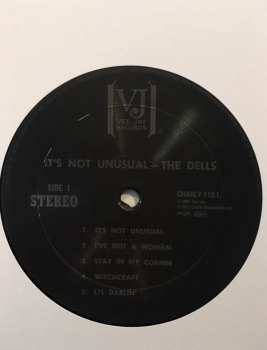 VJ
VEE JAY
RECORDS
IT'S NOT UNUSUAL - THE DELLS
SIDE 1
STEREO
1 IT'S NOT UNUSUAL
2 I'VE GOT A WOMAN
3 STAY IN MY CORNER
4 WITCHCRAFT
5 LI'L DARLIN'